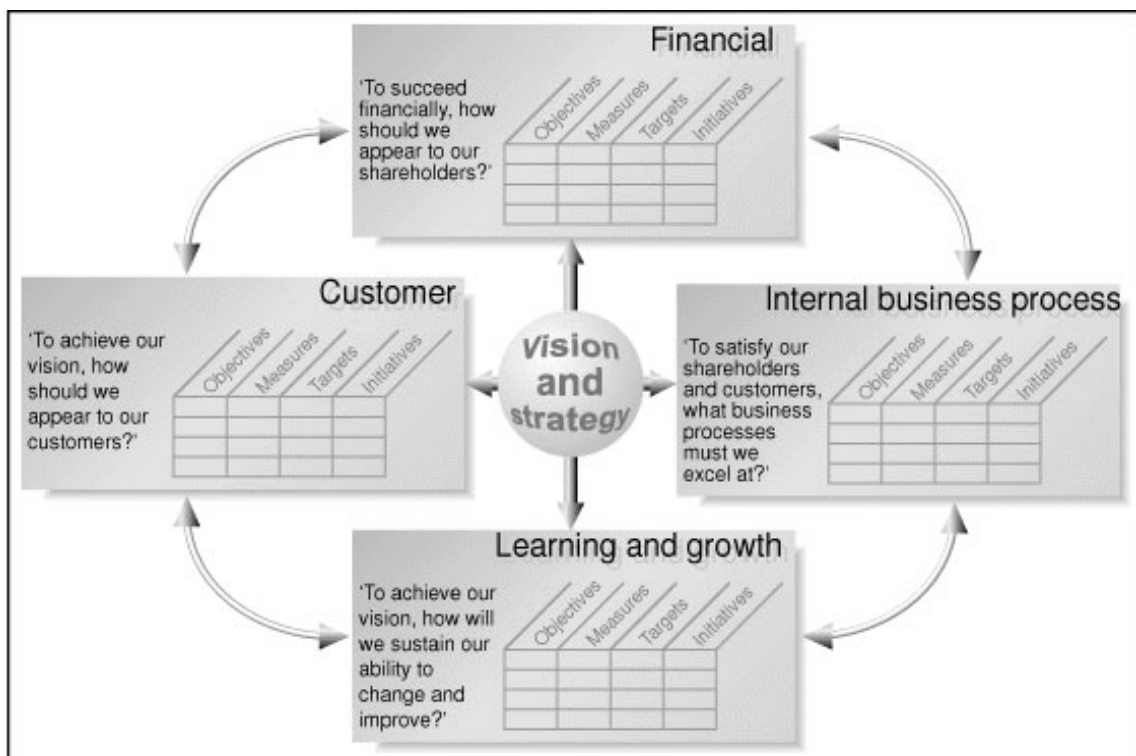 Financial
‘To succeed
financially, how
should we
appear to our
shareholders?’
Objectives
Measures
Targets
Initiatives
Customer
‘To achieve our
vision, how
should we
appear to our
customers?’
Objectives
Measures
Targets
Initiatives
Vision
and
strategy
Internal business process
‘To satisfy our
shareholders
and customers,
what business
processes
must we
excel at?’
Objectives
Measures
Targets
Initiatives
Learning and growth
‘To achieve our
vision, how will
we sustain our
ability to
change and
improve?’
Objectives
Measures
Targets
Initiatives